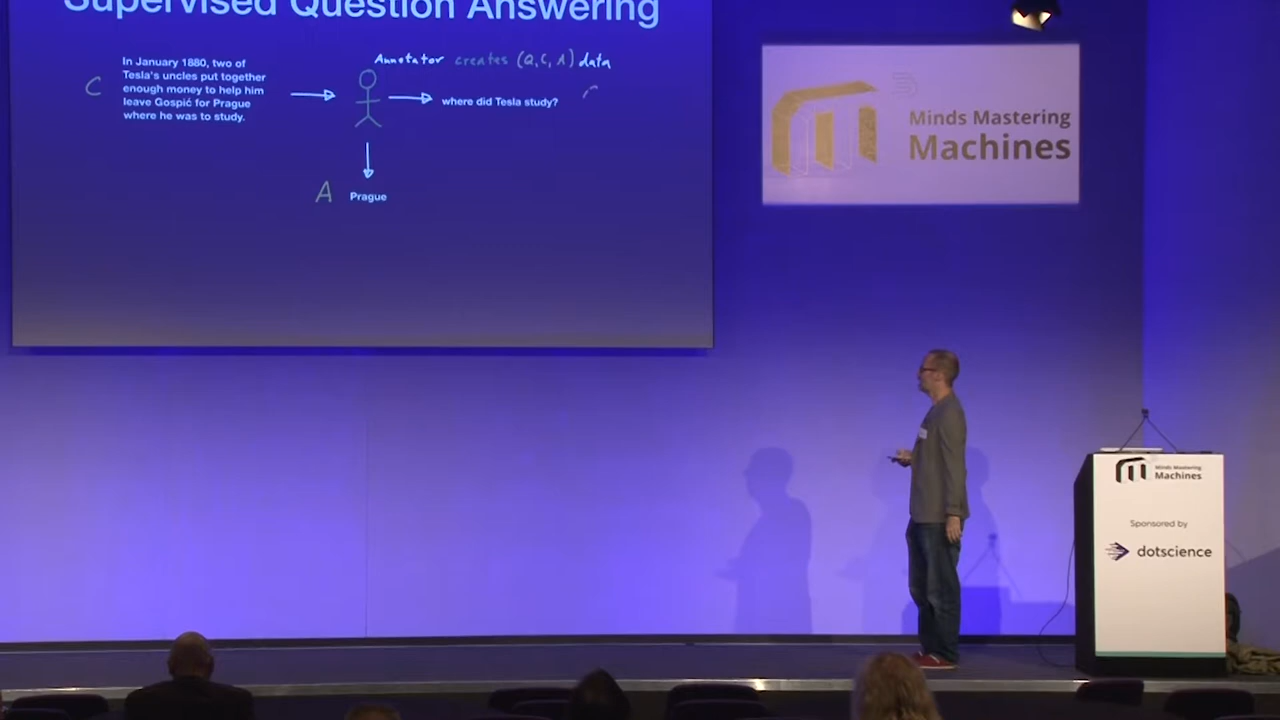 Supervised Question Answering
Annotator creates (Q, C, A) data
C
In January 1880, two of
Tesla's uncles put together
enough money to help him
leave Gospić for Prague
where he was to study.
where did Tesla study?
A
Prague
Minds Mastering
Machines
Minds Mastering
Machines
Sponsored by
dotscience